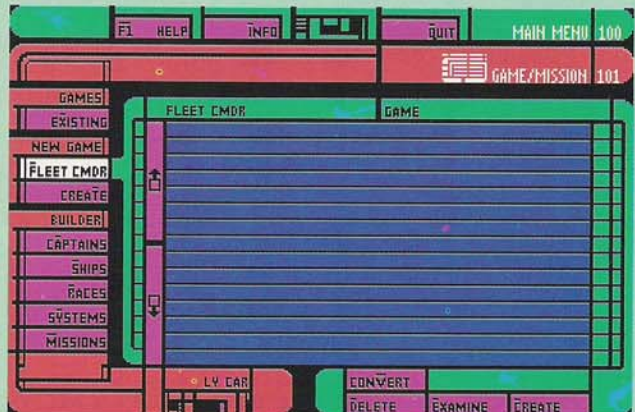 F1 HELP INFO QUIT MAIN MENU 100
GAME/MISSION 101
GAMES
EXISTING
NEW GAME
FLEET CMDR
CREATE
BUILDER
CAPTAINS
SHIPS
RACES
SYSTEMS
MISSIONS
FLEET CMDR GAME
LY CAR
CONVERT
DELETE EXAMINE CREATE